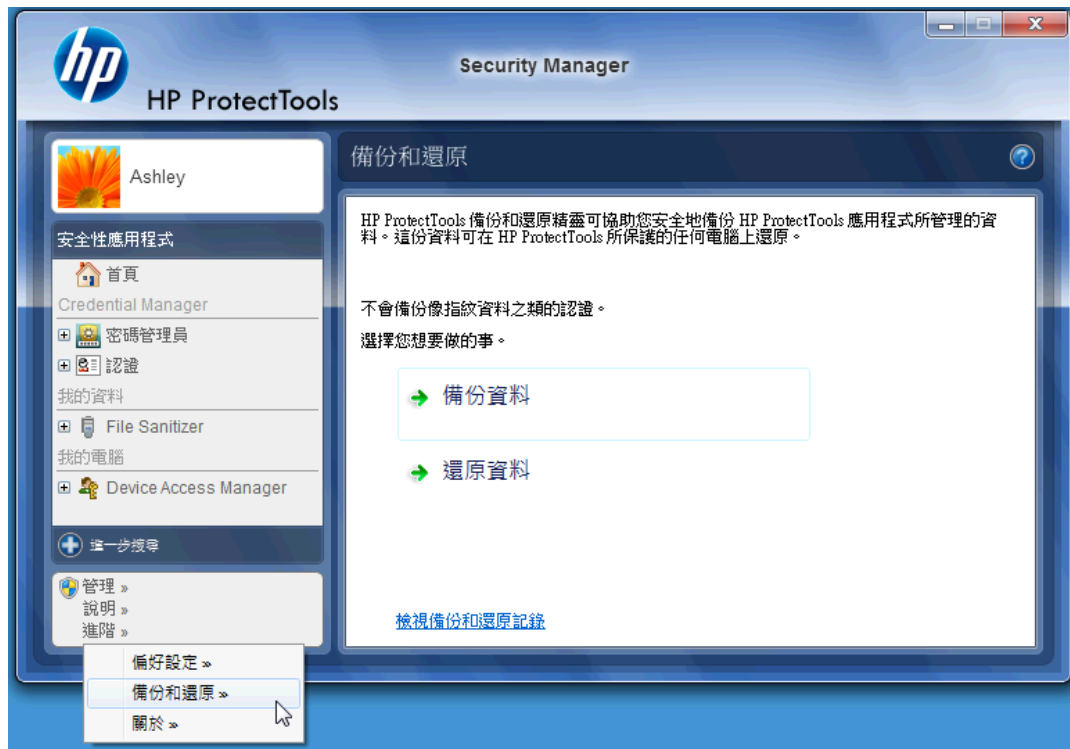 hp
HP ProtectTools
Security Manager
Ashley
安全性應用程式
首頁
Credential Manager
密碼管理員
認證
我的資料
File Sanitizer
我的電腦
Device Access Manager
進一步搜尋
管理 »
說明 »
進階 »
偏好設定 »
備份和還原 »
關於 »
備份和還原
HP ProtectTools 備份和還原精靈可協助您安全地備份 HP ProtectTools 應用程式所管理的資
料。這份資料可在 HP ProtectTools 所保護的任何電腦上還原。
不會備份像指紋資料之類的認證。
選擇您想要做的事。
備份資料
還原資料
檢視備份和還原記錄